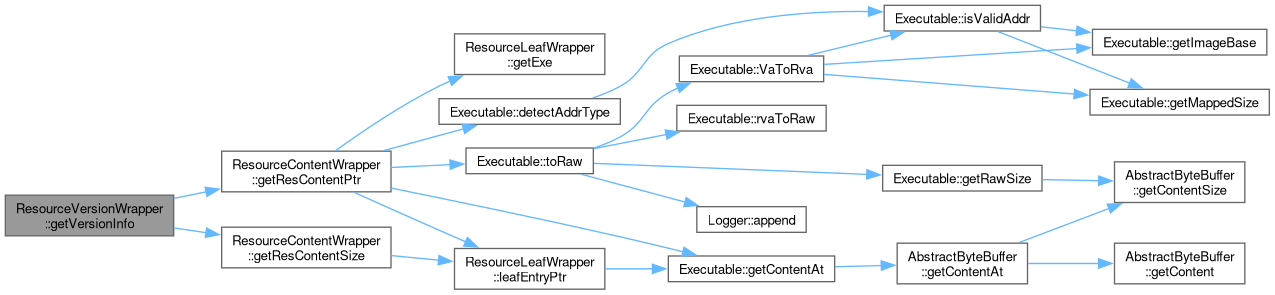 ResourceVersionWrapper
::getVersionInfo
ResourceContentWrapper
::getResContentPtr
ResourceContentWrapper
::getResContentSize
ResourceLeafWrapper
::getExe
Executable::detectAddrType
Executable::toRaw
ResourceLeafWrapper
::leafEntryPtr
Executable::VaToRva
Executable::rvaToRaw
Logger::append
Executable::getContentAt
Executable::isValidAddr
Executable::getRawSize
AbstractByteBuffer
::getContentAt
Executable::getImageBase
Executable::getMappedSize
AbstractByteBuffer
::getContentSize
AbstractByteBuffer
::getContent